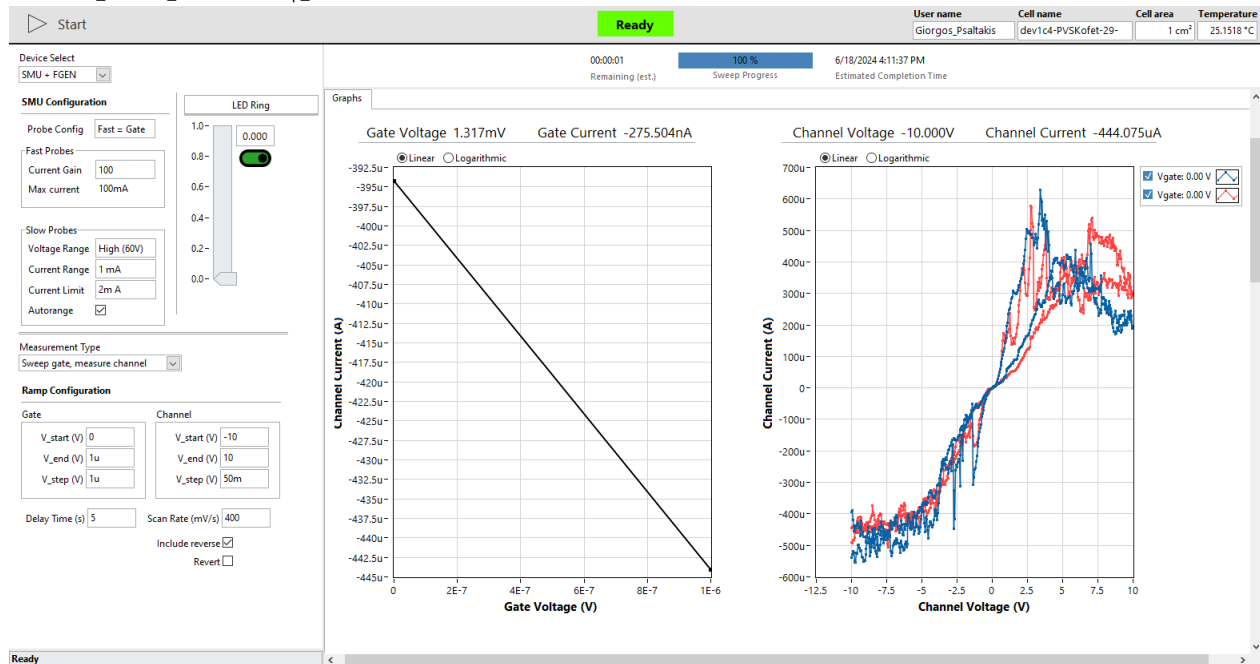 Start
Ready
User name
Cell name
Cell area
Temperature
Giorgos_Psaltakis
dev1c4-PVSKofet-29-
1 cm²
25.1518 °C
Device Select
SMU + FGEN
00:00:01
100 %
6/18/2024 4:11:37 PM
Remaining (est.)
Sweep Progress
Estimated Completion Time
SMU Configuration
Probe Config
Fast = Gate
Fast Probes
Current Gain
100
Max current
100mA
Slow Probes
Voltage Range
High (60V)
Current Range
1 mA
Current Limit
2m A
Autorange
LED Ring
0.000
1.0
0.8
0.6
0.4
0.2
0.0
Measurement Type
Sweep gate, measure channel
Ramp Configuration
Gate
V_start (V) 0
V_end (V) 1u
V_step (V) 1u
Channel
V_start (V) -10
V_end (V) 10
V_step (V) 50m
Delay Time (s) 5
Scan Rate (mV/s) 400
Include reverse
Revert
Ready
Graphs
Gate Voltage 1.317mV
Gate Current -275.504nA
Linear
Logarithmic
-392.5u
-395u
-397.5u
-400u
-402.5u
-405u
-407.5u
-410u
-412.5u
-415u
-417.5u
-420u
-422.5u
-425u
-427.5u
-430u
-432.5u
-435u
-437.5u
-440u
-442.5u
-445u
Channel Current (A)
0
2E-7
4E-7
6E-7
8E-7
1E-6
Gate Voltage (V)
Channel Voltage -10.000V
Channel Current -444.075uA
Linear
Logarithmic
700u
600u
500u
400u
300u
200u
100u
0
-100u
-200u
-300u
-400u
-500u
-600u
Channel Current (A)
-12.5
-10
-7.5
-5
-2.5
0
2.5
5
7.5
10
Channel Voltage (V)
Vgate: 0.00 V
Vgate: 0.00 V